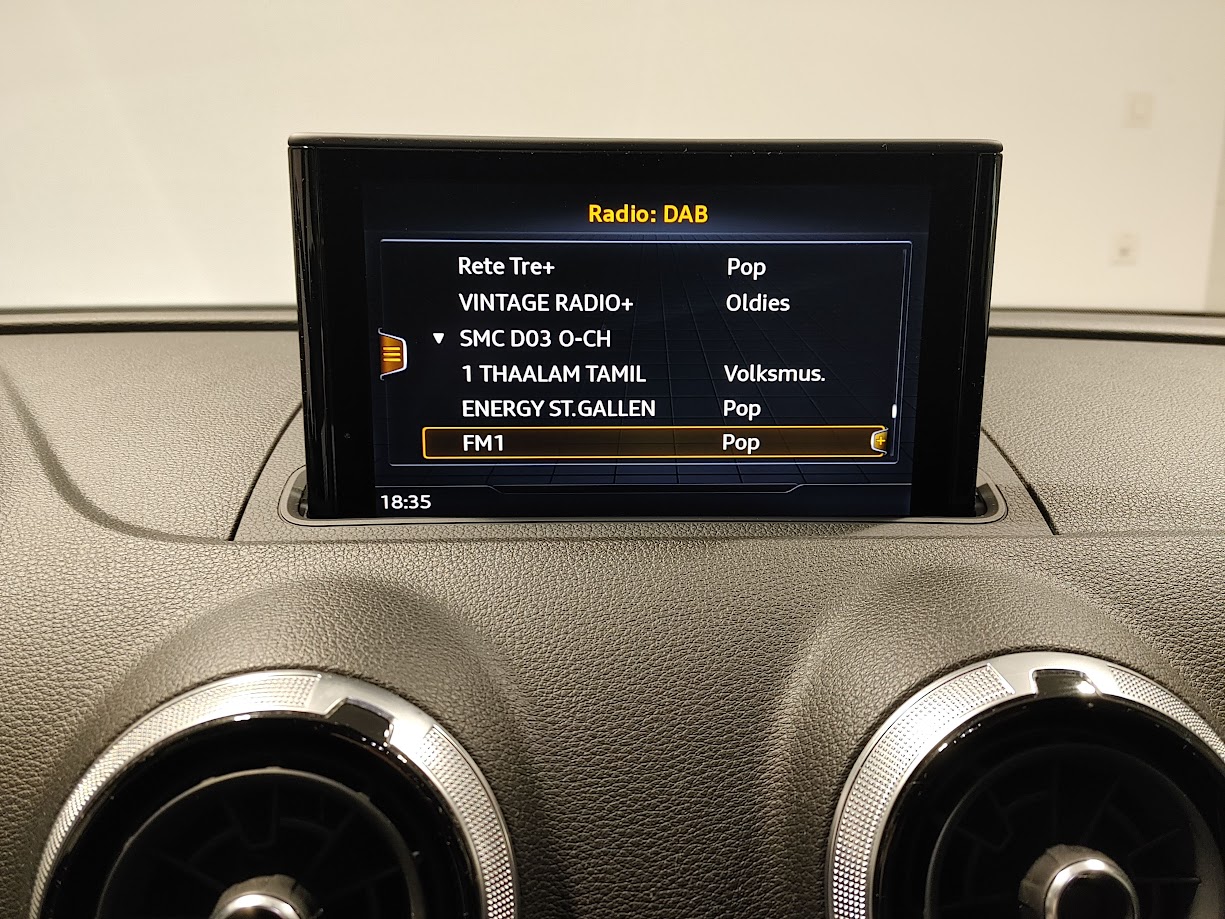 Radio: DAB
Rete Tre+ Pop
VINTAGE RADIO+ Oldies
SMC D03 O-CH
1 THAALAM TAMIL Volksmus.
ENERGY ST.GALLEN Pop
FM1 Pop
18:35